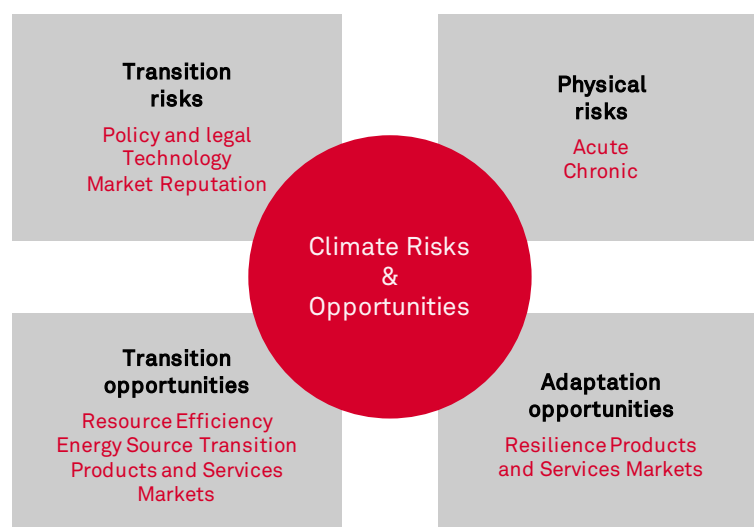 Transition
risks
Policy and legal
Technology
Market Reputation
Physical
risks
Acute
Chronic
Climate Risks
&
Opportunities
Transition
opportunities
Resource Efficiency
Energy Source Transition
Products and Services
Markets
Adaptation
opportunities
Resilience Products
and Services Markets